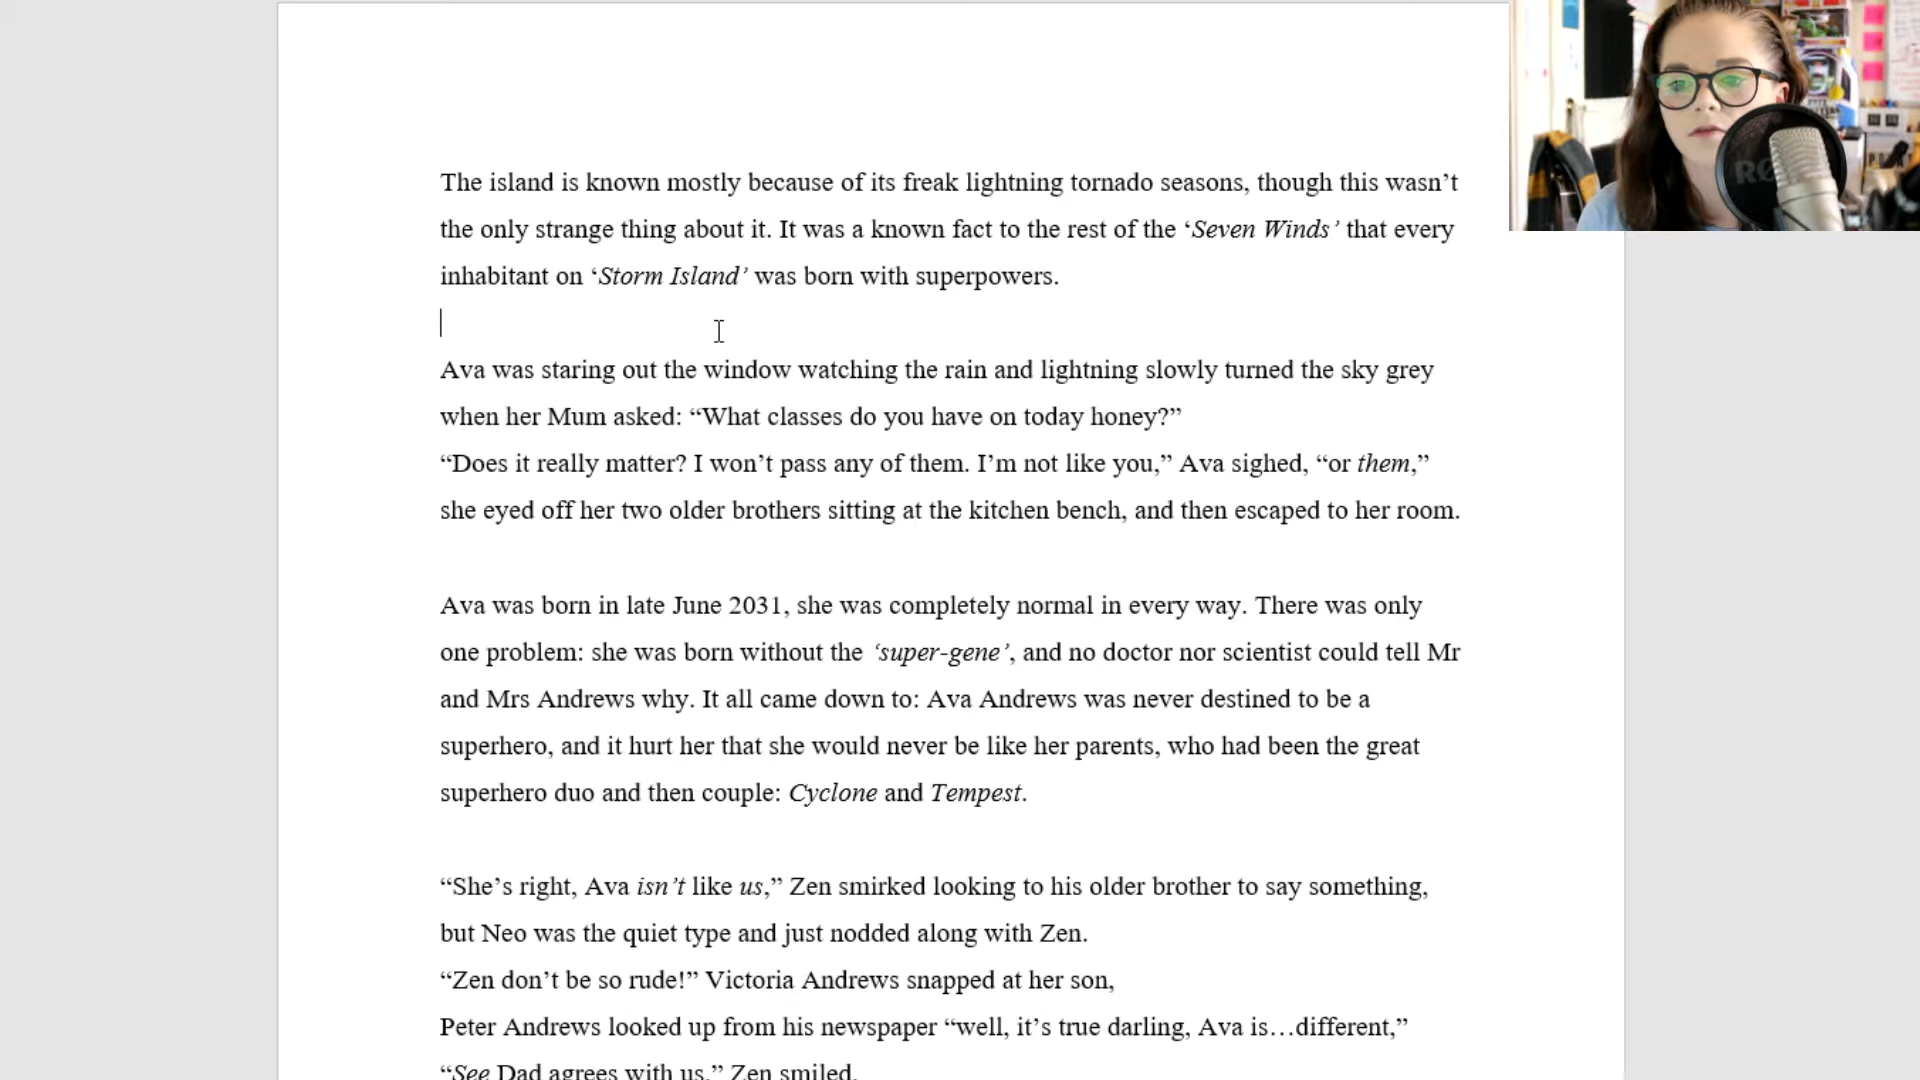 The island is known mostly because of its freak lightning tornado seasons, though this wasn’t
the only strange thing about it. It was a known fact to the rest of the ‘Seven Winds’ that every
inhabitant on ‘Storm Island’ was born with superpowers.
Ava was staring out the window watching the rain and lightning slowly turned the sky grey
when her Mum asked: “What classes do you have on today honey?”
“Does it really matter? I won’t pass any of them. I’m not like you,” Ava sighed, “or them,”
she eyed off her two older brothers sitting at the kitchen bench, and then escaped to her room.
Ava was born in late June 2031, she was completely normal in every way. There was only
one problem: she was born without the ‘super-gene’, and no doctor nor scientist could tell Mr
and Mrs Andrews why. It all came down to: Ava Andrews was never destined to be a
superhero, and it hurt her that she would never be like her parents, who had been the great
superhero duo and then couple: Cyclone and Tempest.
“She’s right, Ava isn’t like us,” Zen smirked looking to his older brother to say something,
but Neo was the quiet type and just nodded along with Zen.
“Zen don’t be so rude!” Victoria Andrews snapped at her son,
Peter Andrews looked up from his newspaper “well, it’s true darling, Ava is…different,”
“See Dad agrees with us,” Zen smiled.